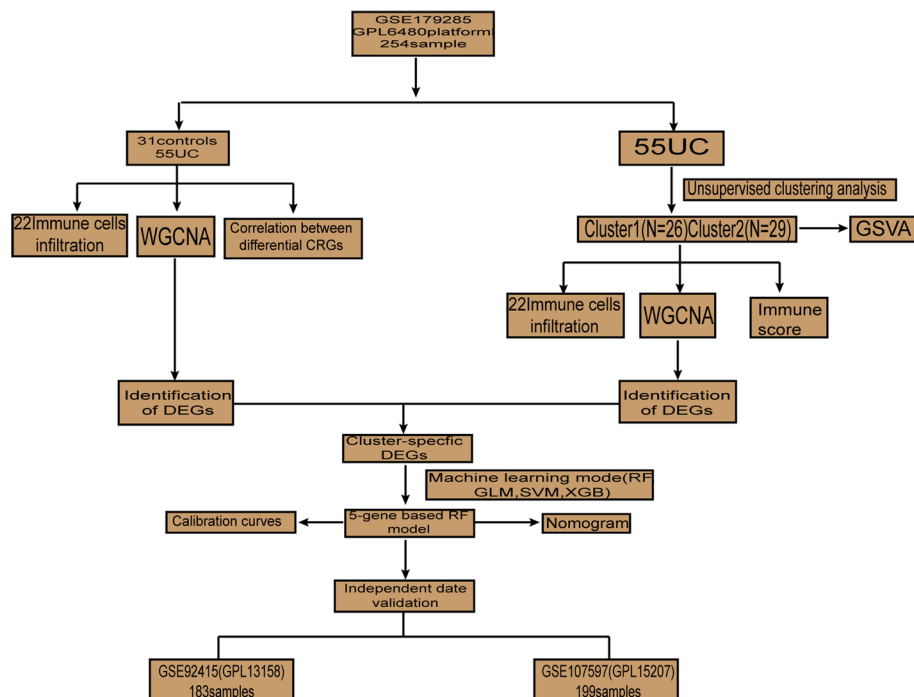 GSE179285
GPL6480platforml
254sample
31controls
55UC
55UC
Unsupervised clustering analysis
22Immune cells
infiltration
WGCNA
Correlation between
differential CRGs
Cluster1(N=26)Cluster2(N=29)
GSVA
22Immune cells
infiltration
WGCNA
Immune
score
Identification
of DEGs
Identification
of DEGs
Cluster-specfic
DEGs
Machine learning mode(RF,
GLM,SVM,XGB)
Calibration curves
5-gene based RF
model
Nomogram
Independent date
validation
GSE92415(GPL13158)
183samples
GSE107597(GPL15207)
199samples